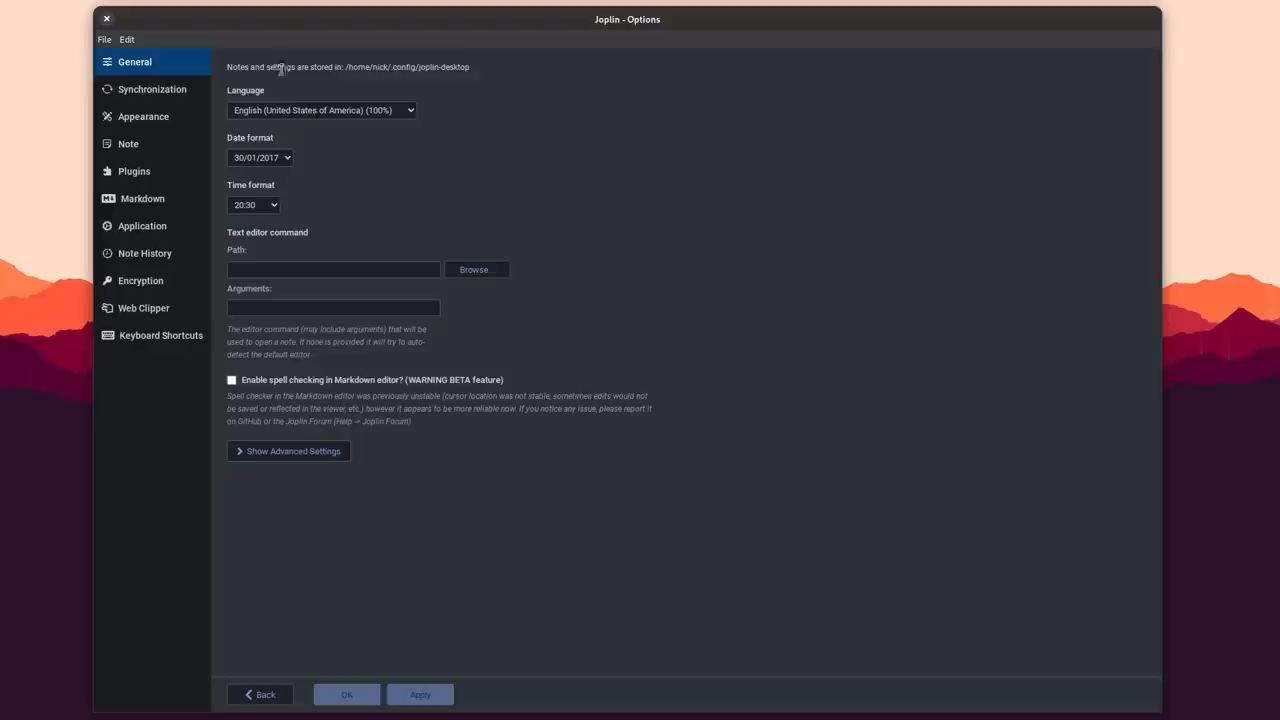 Joplin - Options
File Edit
General
Synchronization
Appearance
Note
Plugins
Markdown
Application
Note History
Encryption
Web Clipper
Keyboard Shortcuts
Notes and settings are stored in: /home/nick/.config/joplin-desktop
Language
English (United States of America) (100%)
Date format
30/01/2017
Time format
20:30
Text editor command
Path:
Browse...
Arguments:
The editor command (may include arguments) that will be
used to open a note. If none is provided it will try to auto-
detect the default editor.
Enable spell checking in Markdown editor? (WARNING BETA feature)
Spell checker in the Markdown editor was previously unstable (cursor location was not stable, sometimes edits would not
be saved or reflected in the viewer, etc.) however it appears to be more reliable now. If you notice any issue, please report it
on GitHub or the Joplin Forum (Help -> Joplin Forum)
Show Advanced Settings
Back OK Apply